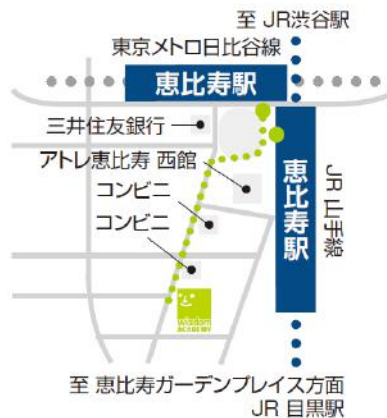 至 JR渋谷駅
東京メトロ日比谷線
恵比寿駅
三井住友銀行
アトレ恵比寿 西館
コンビニ
コンビニ
恵比寿駅
JR 山手線
wisdom
ACADEMY
至 恵比寿ガーデンプレイス方面
JR 目黒駅